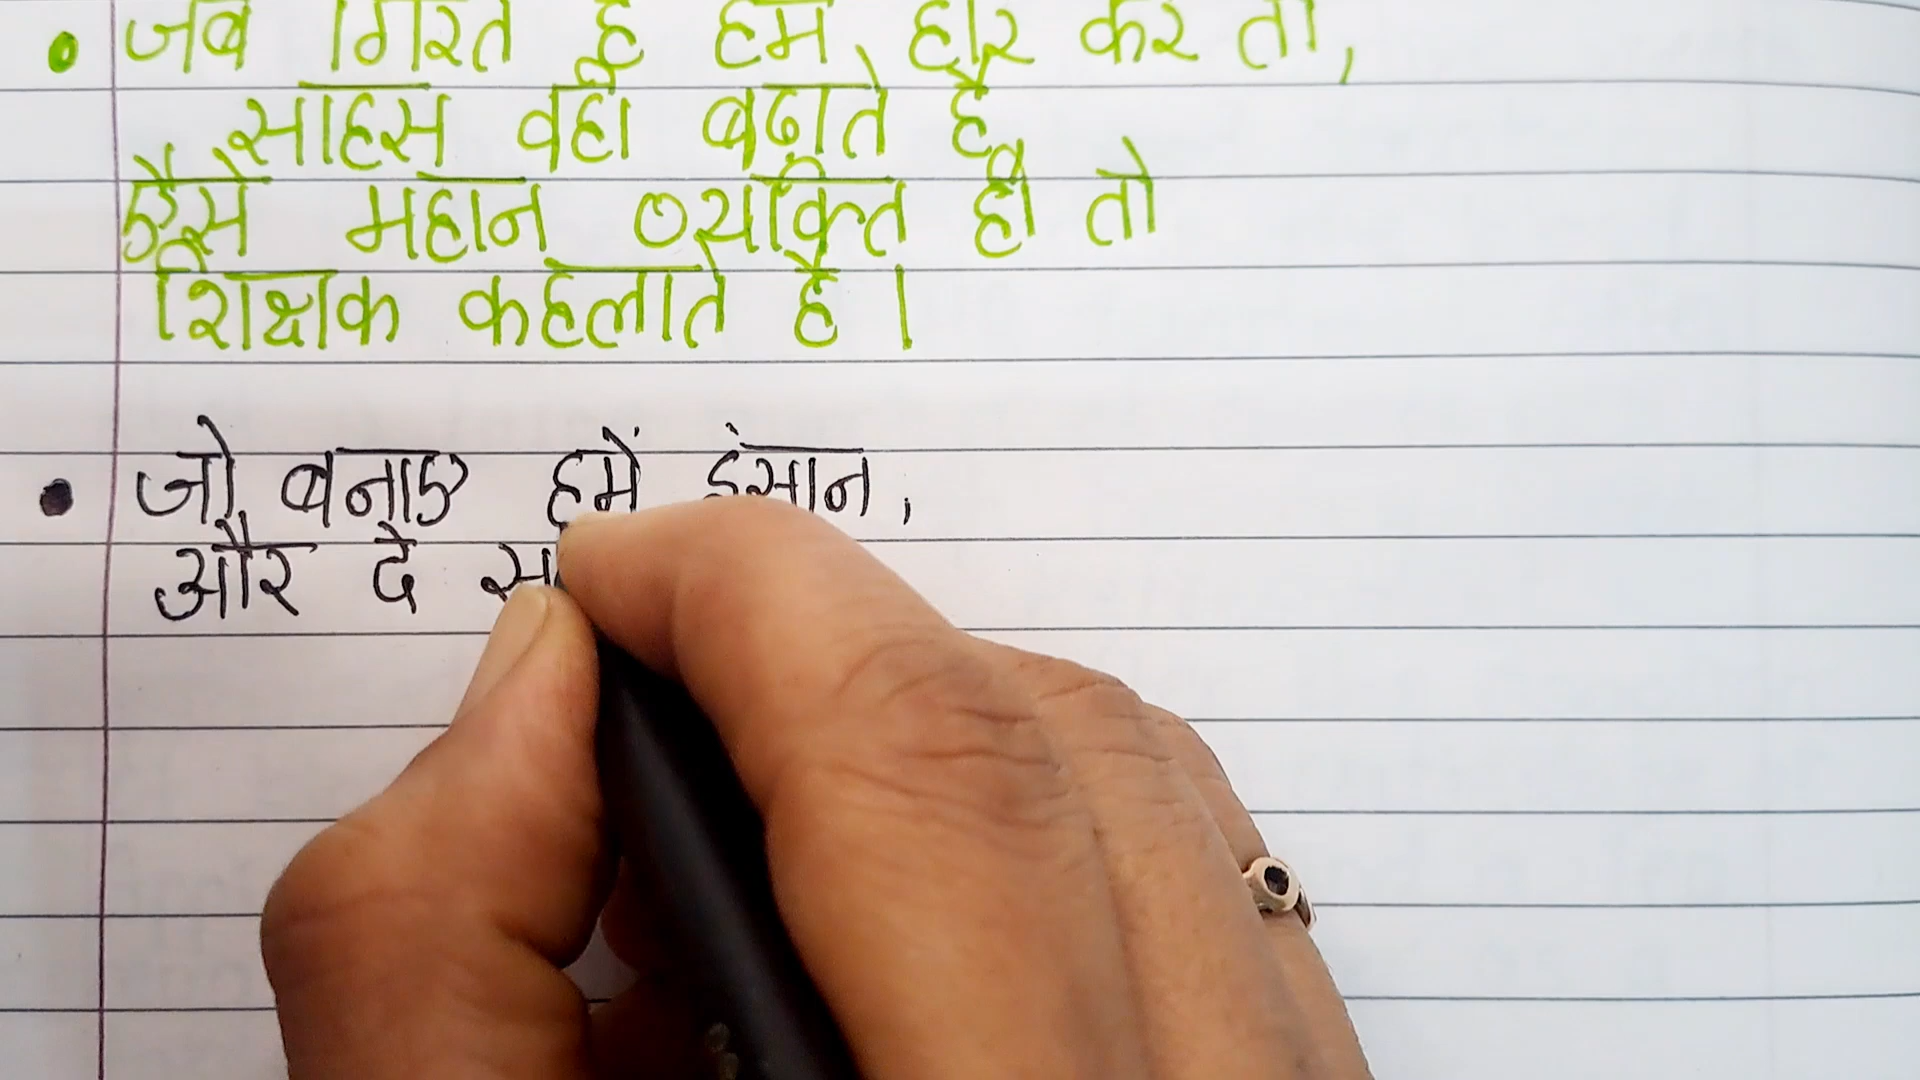 जब गिरते है हम हार कर तो,
साहस वही बढ़ाते है
ऐसे महान व्यक्ति ही तो
शिक्षक कहलाते है।
जो बनाए हमें इंसान,
और दे